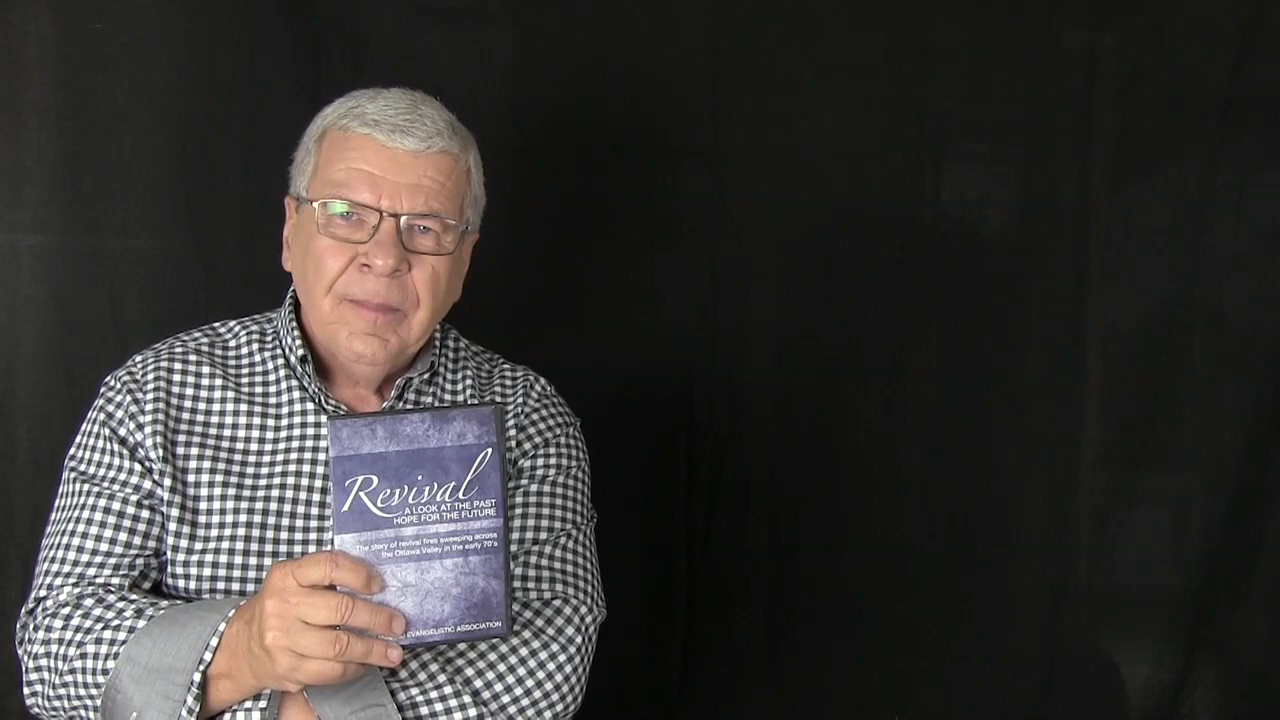 Revival
A LOOK AT THE PAST
HOPE FOR THE FUTURE
The story of revival fires sweeping across
the Ottawa Valley in the early 70's
EVANGELISTIC ASSOCIATION